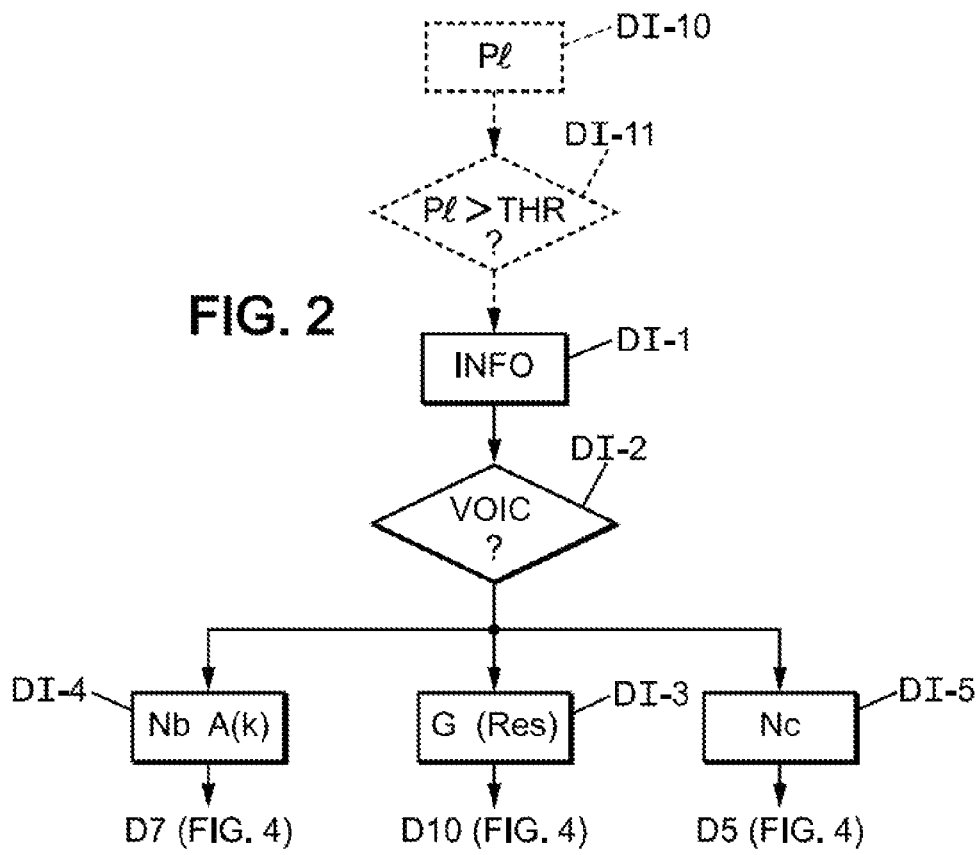 DI-10
Pℓ
DI-11
Pℓ > THR
?
FIG. 2
DI-1
INFO
DI-2
VOIC
?
DI-4
DI-3
DI-5
Nb A(k)
G (Res)
Nc
D7 (FIG. 4)
D10 (FIG. 4)
D5 (FIG. 4)